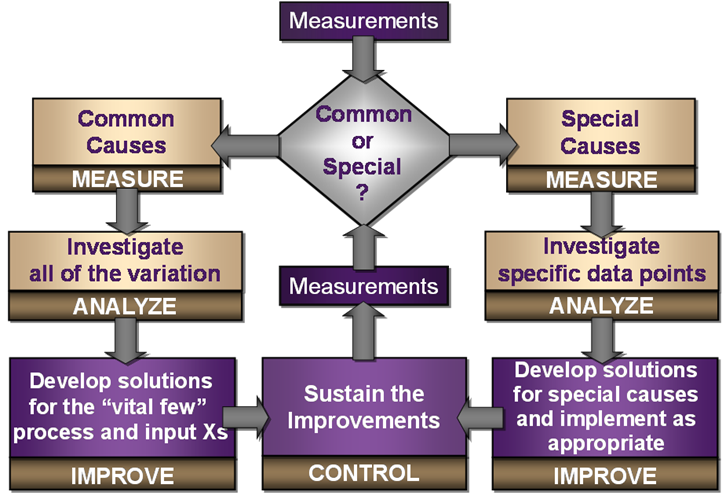 Measurements
Common
or
Special
?
Common
Causes
MEASURE
Special
Causes
MEASURE
Investigate
all of the variation
ANALYZE
Measurements
Investigate
specific data points
ANALYZE
Develop solutions
for the “vital few”
process and input Xs
IMPROVE
Sustain the
Improvements
CONTROL
Develop solutions
for special causes
and implement as
appropriate
IMPROVE